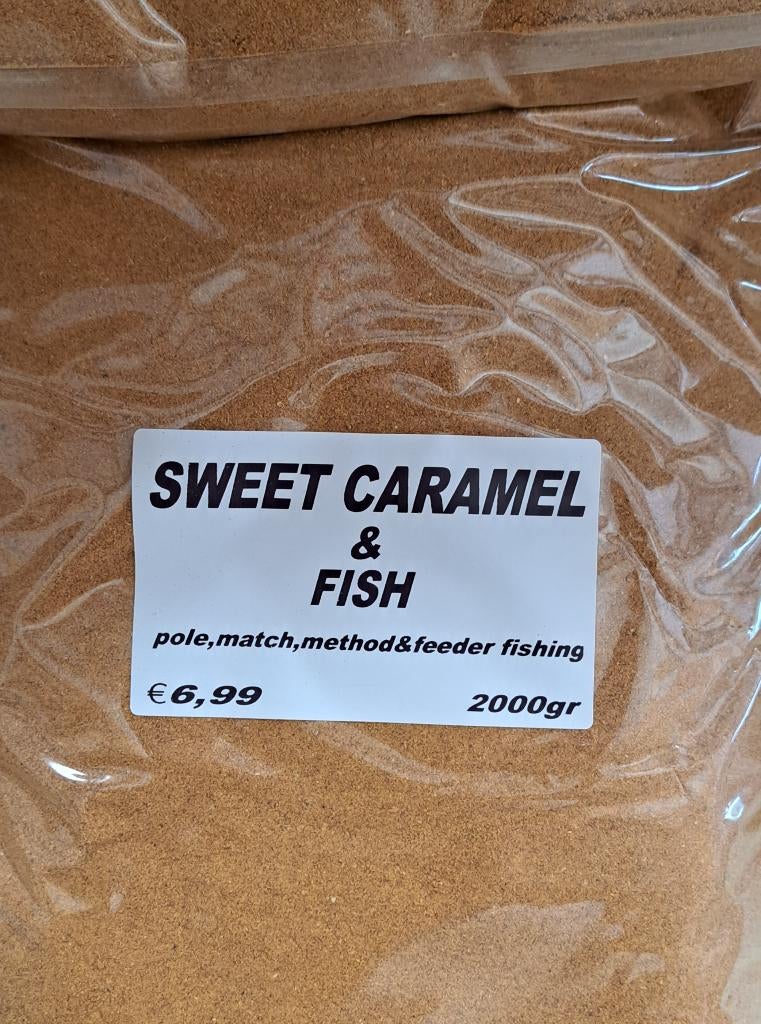 SWEET CARAMEL
&
FISH
pole,match,method&feeder fishing
€6,99 2000gr